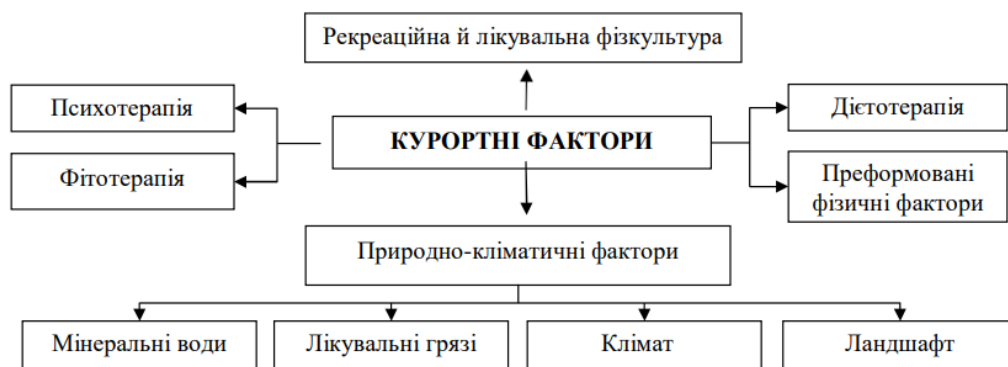 Рекреаційна й лікувальна фізкультура
Психотерапія
Дієтотерапія
КУРОРТНІ ФАКТОРИ
Фітотерапія
Преформовані
фізичні фактори
Природно-кліматичні фактори
Мінеральні води
Лікувальні грязі
Клімат
Ландшафт